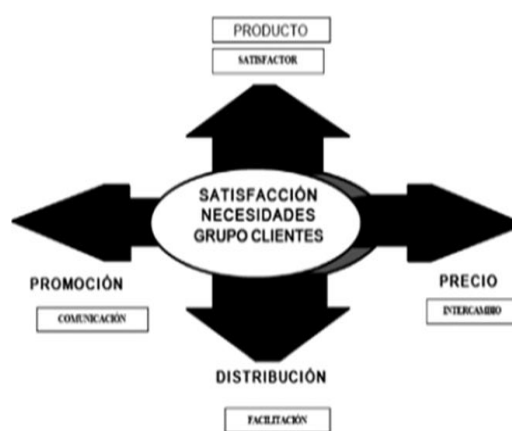 PRODUCTO
SATISFACTOR
SATISFACCIÓN
NECESIDADES
GRUPO CLIENTES
PROMOCIÓN
COMUNICACIÓN
PRECIO
INTERCAMBIO
DISTRIBUCIÓN
FACILITACIÓN